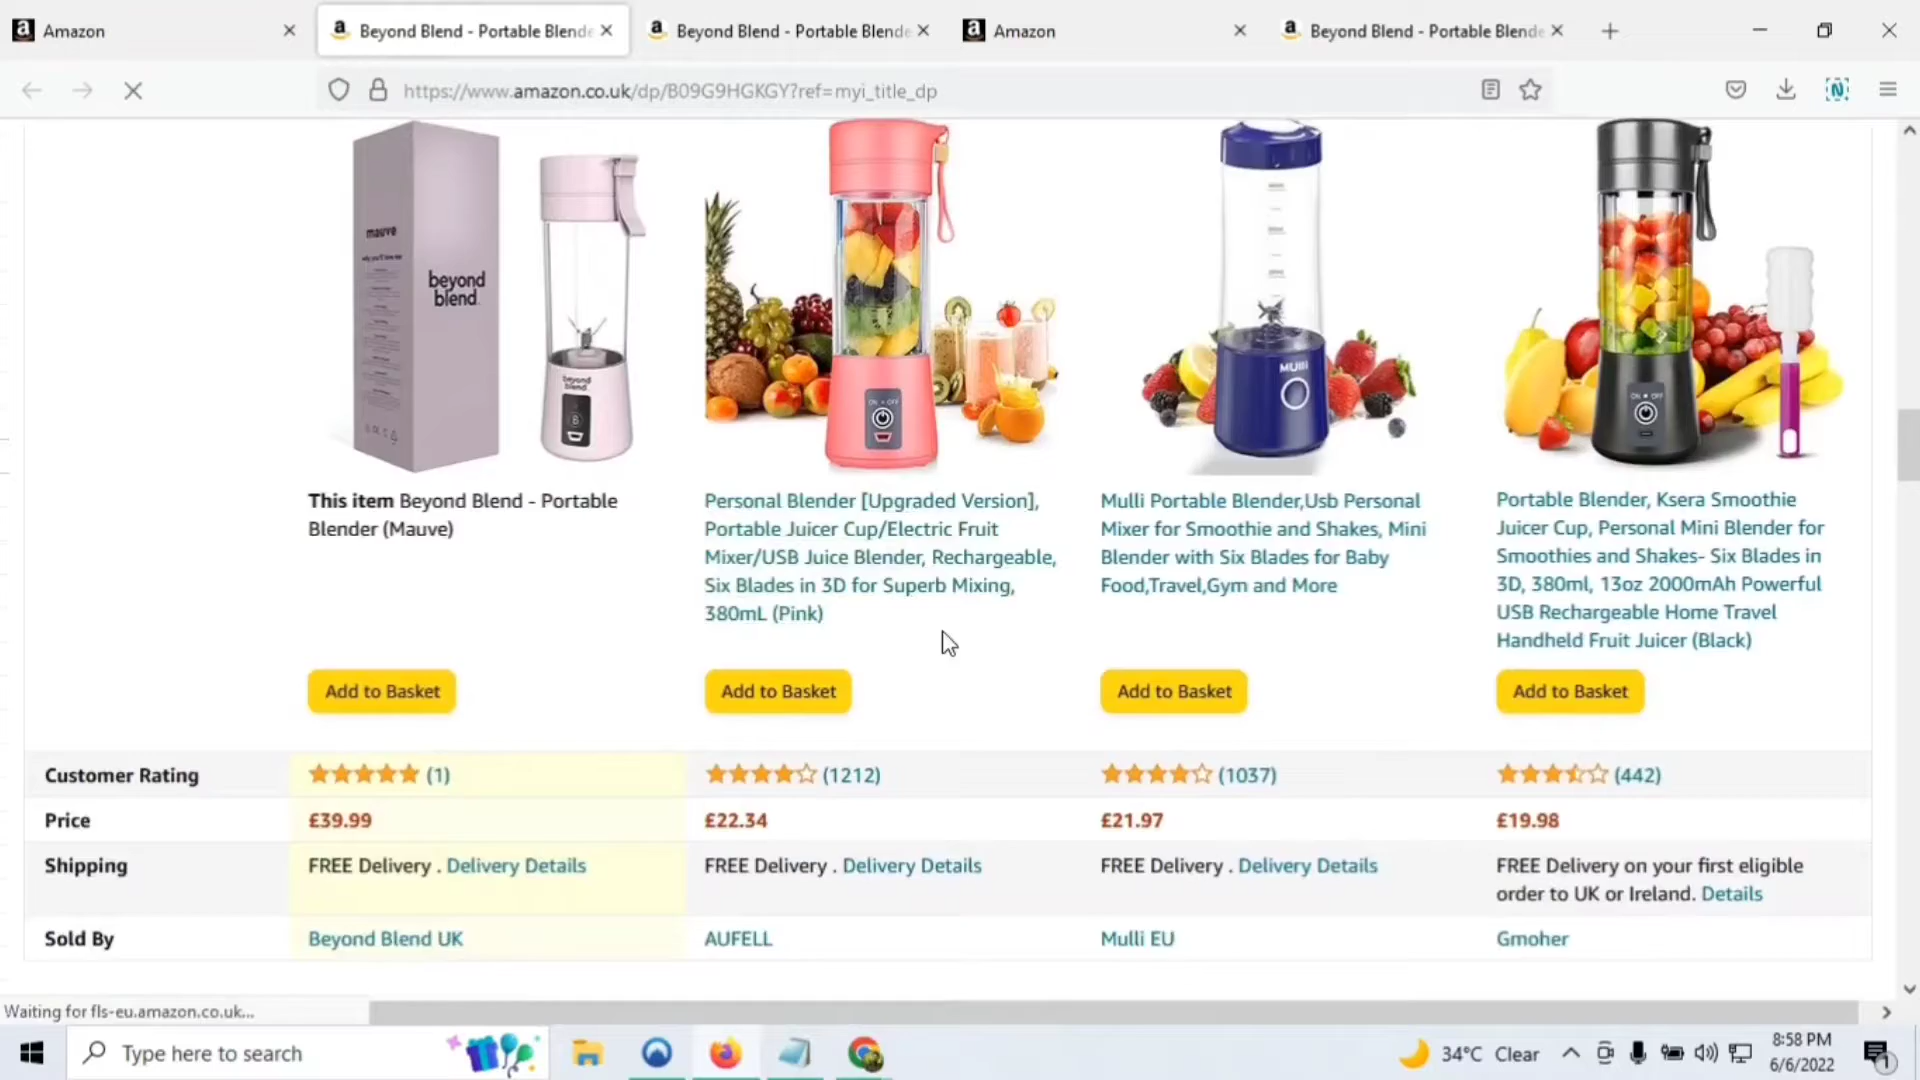 Amazon
Beyond Blend - Portable Blende
Beyond Blend - Portable Blende
Amazon
Beyond Blend - Portable Blende
https://www.amazon.co.uk/dp/B09G9HGKGY?ref=myi_title_dp
mauve
beyond
blend
beyond
blend
ON • OFF
MUlli
ON • OFF
This item Beyond Blend - Portable
Blender (Mauve)
Personal Blender [Upgraded Version],
Portable Juicer Cup/Electric Fruit
Mixer/USB Juice Blender, Rechargeable,
Six Blades in 3D for Superb Mixing,
380mL (Pink)
Mulli Portable Blender,Usb Personal
Mixer for Smoothie and Shakes, Mini
Blender with Six Blades for Baby
Food,Travel,Gym and More
Portable Blender, Ksera Smoothie
Juicer Cup, Personal Mini Blender for
Smoothies and Shakes- Six Blades in
3D, 380ml, 13oz 2000mAh Powerful
USB Rechargeable Home Travel
Handheld Fruit Juicer (Black)
Add to Basket
Add to Basket
Add to Basket
Add to Basket
Customer Rating (1) (1212) (1037) (442)
Price £39.99 £22.34 £21.97 £19.98
Shipping FREE Delivery . Delivery Details FREE Delivery . Delivery Details FREE Delivery . Delivery Details FREE Delivery on your first eligible
order to UK or Ireland. Details
Sold By Beyond Blend UK AUFELL Mulli EU Gmoher
Waiting for fls-eu.amazon.co.uk...
Type here to search
34°C Clear
8:58 PM
6/6/2022
1